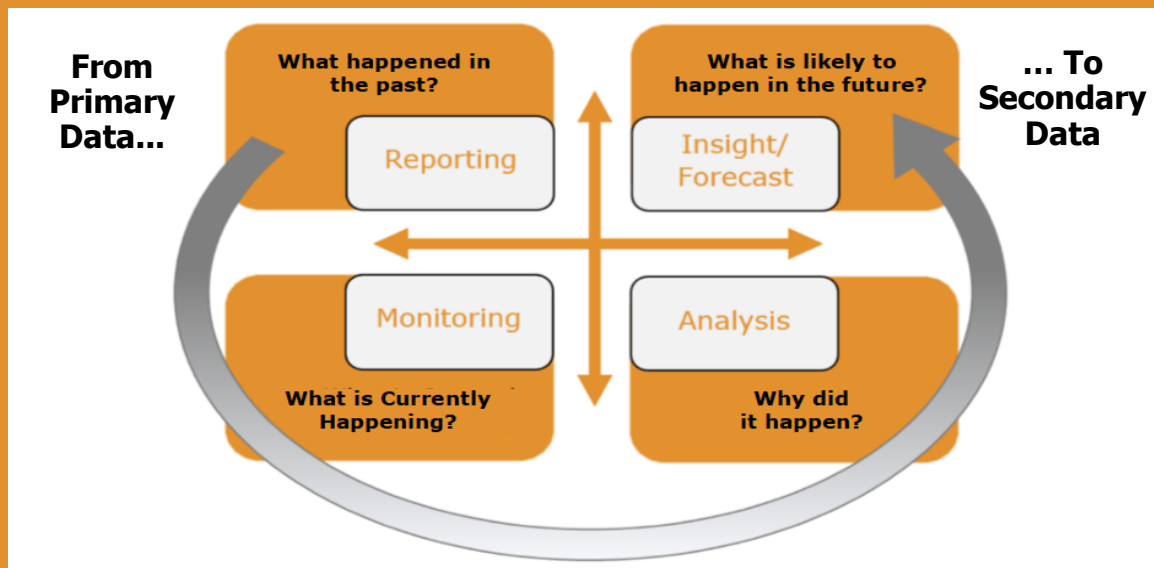 From
Primary
Data...
What happened in
the past?
Reporting
What is likely to
happen in the future?
Insight/
Forecast
... To
Secondary
Data
Monitoring
What is Currently
Happening?
Analysis
Why did
it happen?